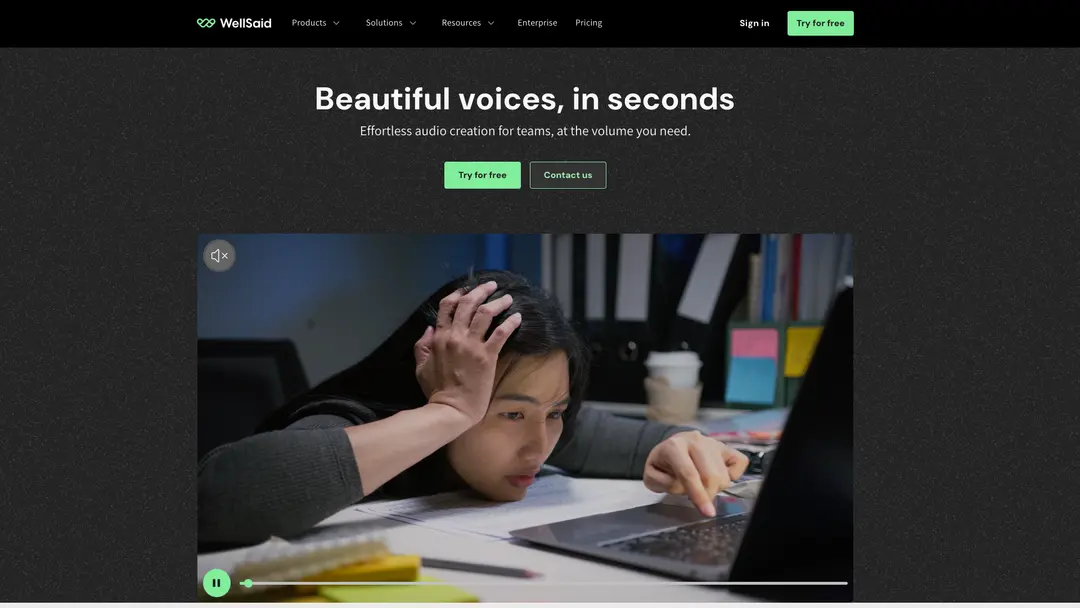 WellSaid Products Solutions Resources Enterprise Pricing Sign in Try for free
Beautiful voices, in seconds
Effortless audio creation for teams, at the volume you need.
Try for free Contact us